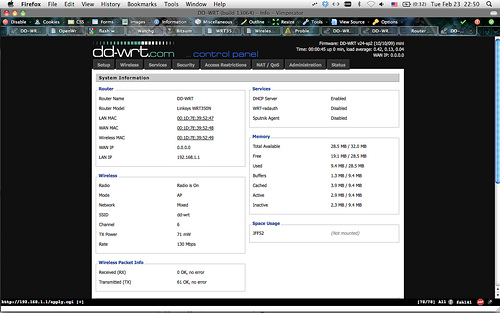 Firefox File Edit View History Bookmarks Tools Window Help
Tue Feb 23 22:50
DD-WRT (build 13064) - Info - Vimperator
Disable Cookies CSS Forms Images Information Miscellaneous Outline Resize Tools View Source Options
DD-WR... OpenWr... flash w... Bitsum... WRT35... Wireles... Proble... DD-WR... DD-WR... Router ... DD-W...
dd-wrt.com ... control panel
Firmware: DD-WRT v24-sp2 (10/10/09) mini
Time: 00:00:45 up 0 min, load average: 0.42, 0.13, 0.04
WAN IP: 0.0.0.0
Setup Wireless Services Security Access Restrictions NAT / QoS Administration Status
System Information
Router
Router Name DD-WRT
Router Model Linksys WRT350N
LAN MAC 00:1D:7E:39:52:47
WAN MAC 00:1D:7E:39:52:48
Wireless MAC 00:1D:7E:39:52:49
WAN IP 0.0.0.0
LAN IP 192.168.1.1
Wireless
Radio Radio is On
Mode AP
Network Mixed
SSID dd-wrt
Channel 6
TX Power 71 mW
Rate 130 Mbps
Wireless Packet Info
Received (RX) 0 OK, no error
Transmitted (TX) 61 OK, no error
Services
DHCP Server Enabled
WRT-radauth Disabled
Sputnik Agent Disabled
Memory
Total Available 28.5 MB / 32.0 MB
Free 19.1 MB / 28.5 MB
Used 9.4 MB / 28.5 MB
Buffers 1.3 MB / 9.4 MB
Cached 3.9 MB / 9.4 MB
Active 2.9 MB / 9.4 MB
Inactive 2.3 MB / 9.4 MB
Space Usage
JFFS2 (Not mounted)
http://192.168.1.1/apply.cgi [+] [78/78] All